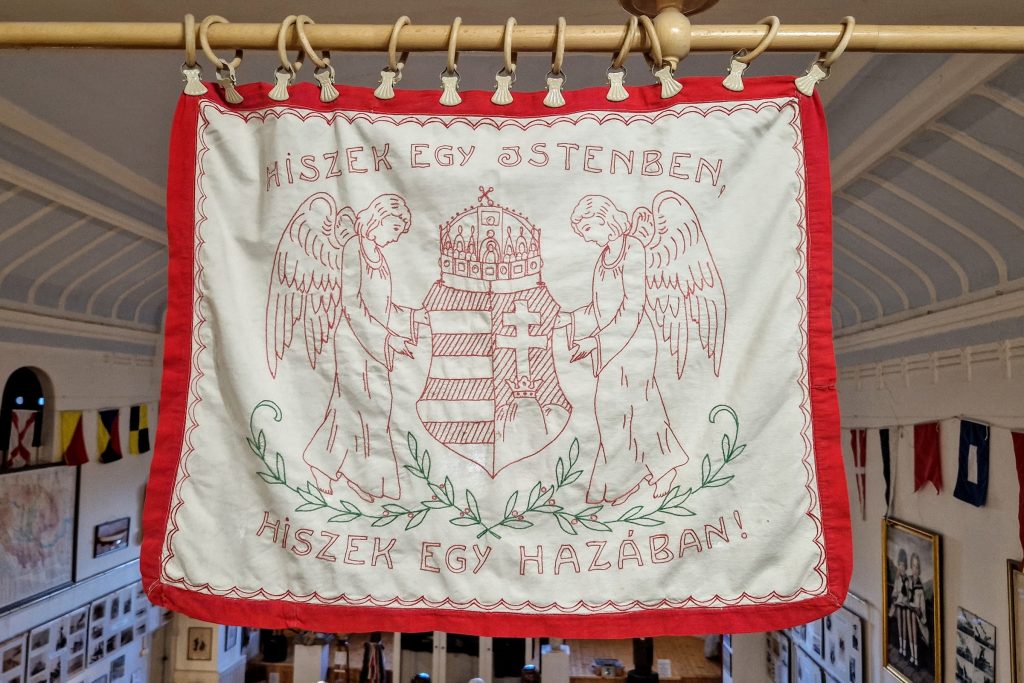 HiSZEK EGY ISTENBEN,
HiSZEK EGY HAZÁBAN!